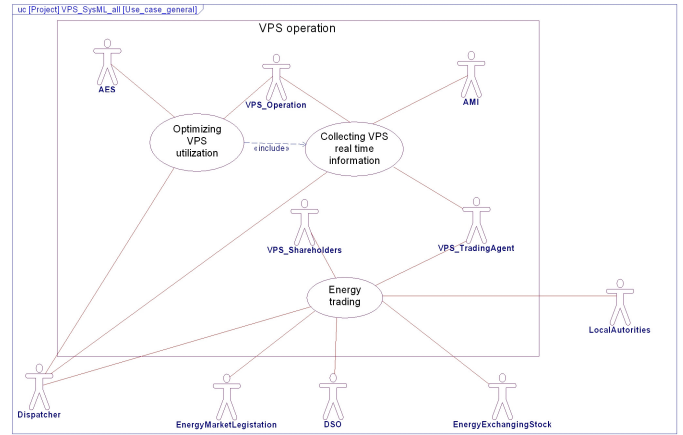 uc [Project] VPS_SysML_all [Use_case_general]
VPS operation
AES
VPS_Operation
AMI
Optimizing
VPS
utilization
«include»
Collecting VPS
real time
information
VPS_Shareholders
VPS_TradingAgent
Energy
trading
LocalAutorities
Dispatcher
EnergyMarketLegistation
DSO
EnergyExchangingStock